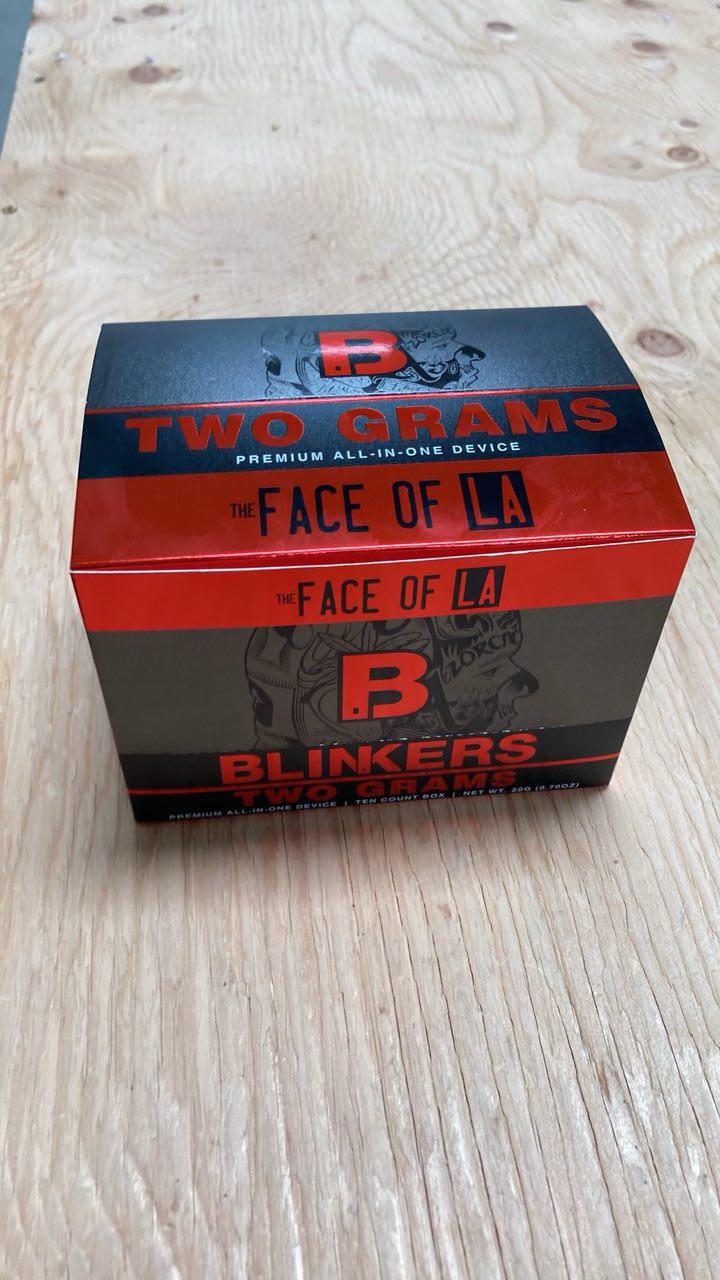 B
TWO GRAMS
PREMIUM ALL-IN-ONE DEVICE
THE FACE OF LA
THE FACE OF LA
B
BLINKERS
TWO GRAMS
PREMIUM ALL-IN-ONE DEVICE | TEN COUNT BOX | NET WT. 20G (0.70OZ)